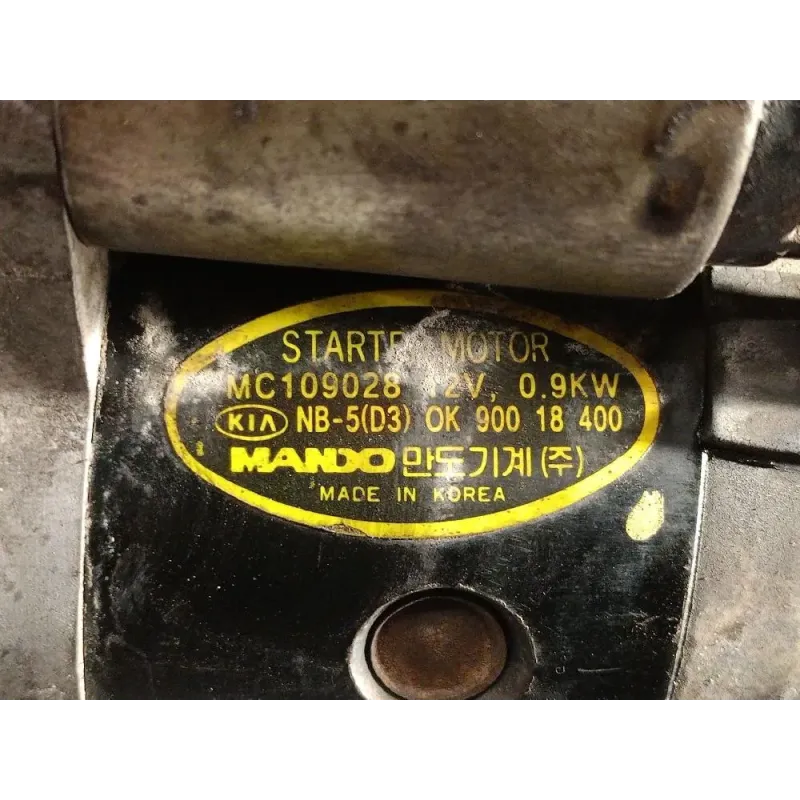 STARTER MOTOR
MC109028 12V, 0.9KW
KIA NB-5(D3) OK 900 18 400
MANDO 만도기계(주)
MADE IN KOREA